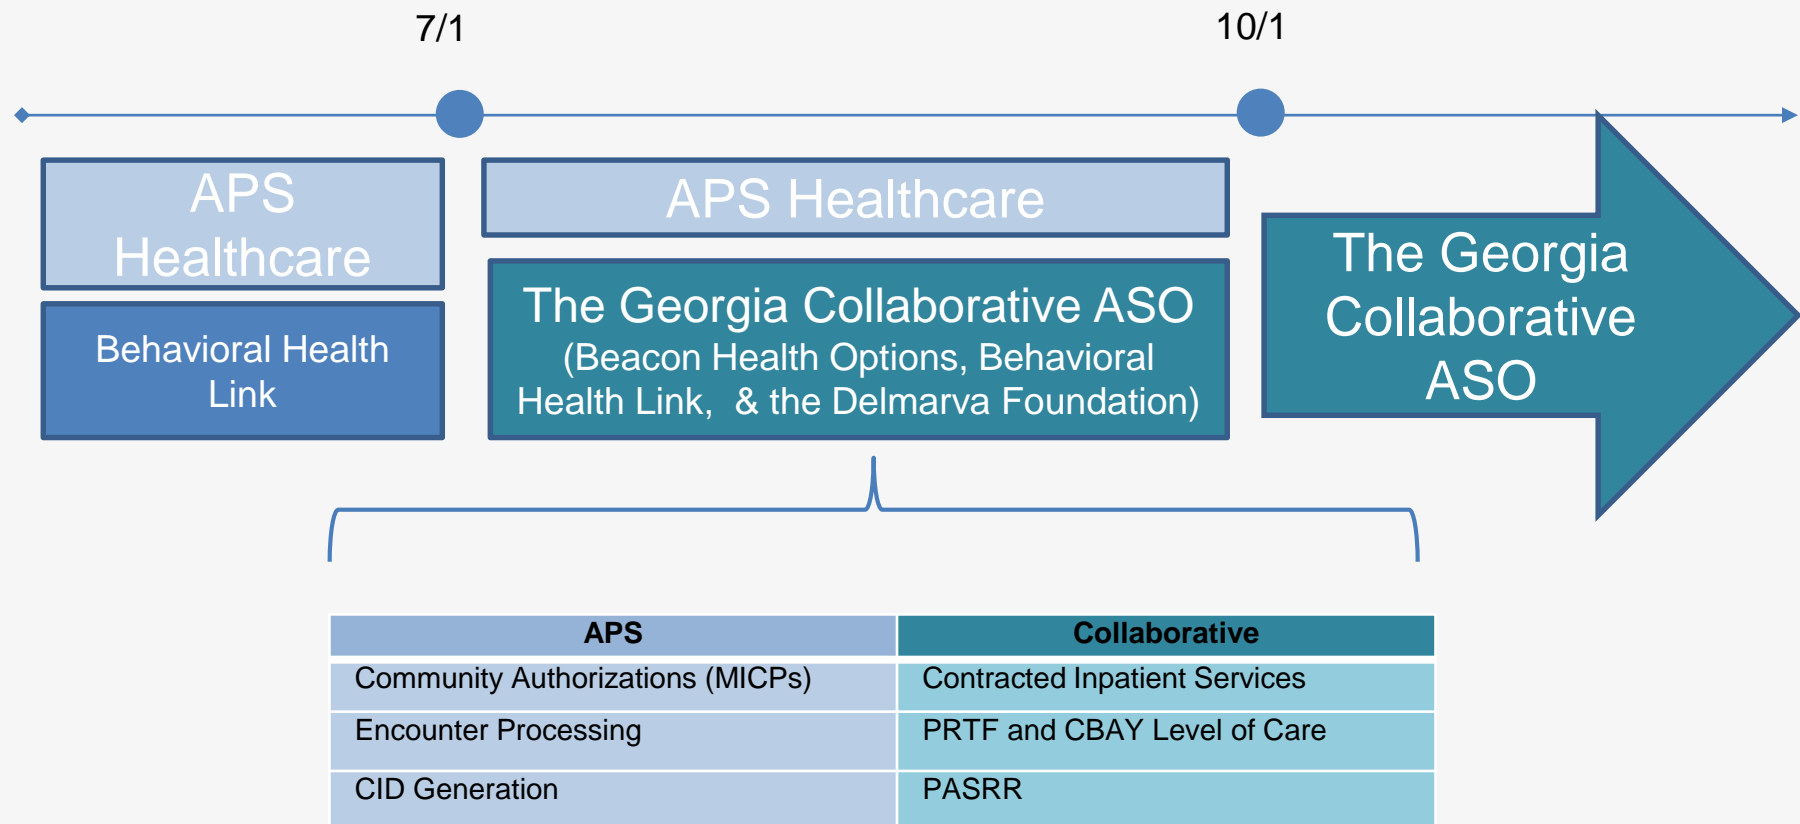 7/1
10/1
APS
Healthcare
APS Healthcare
Behavioral Health
Link
The Georgia Collaborative ASO
(Beacon Health Options, Behavioral
Health Link,  & the Delmarva Foundation)
The Georgia
Collaborative
ASO
APS
Collaborative
Community Authorizations (MICPs)
Contracted Inpatient Services
Encounter Processing
PRTF and CBAY Level of Care
CID Generation
PASRR